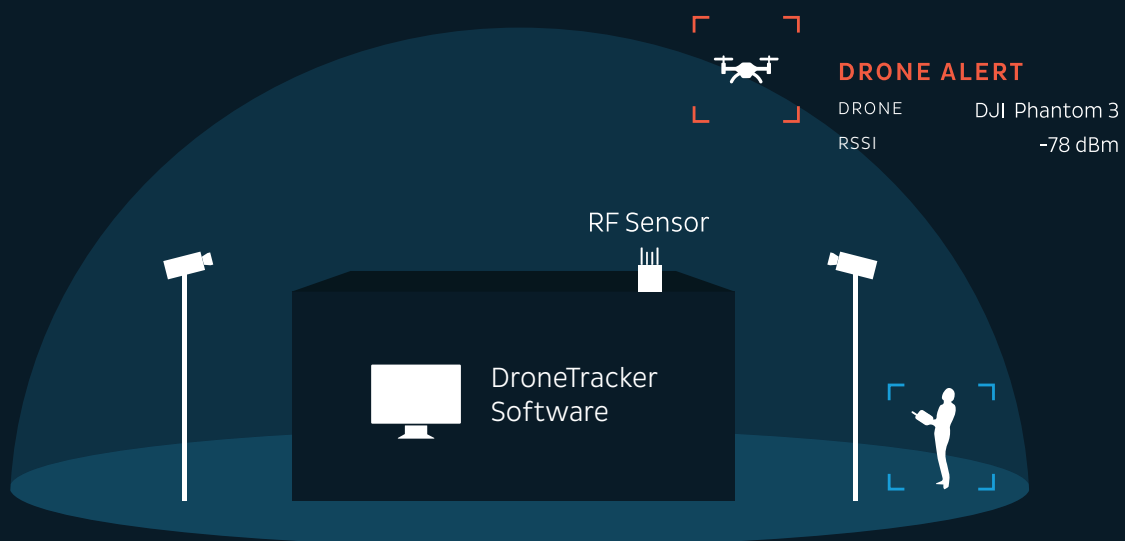 DRONE ALERT
DRONE DJI Phantom 3
RSSI -78 dBm
RF Sensor
DroneTracker
Software